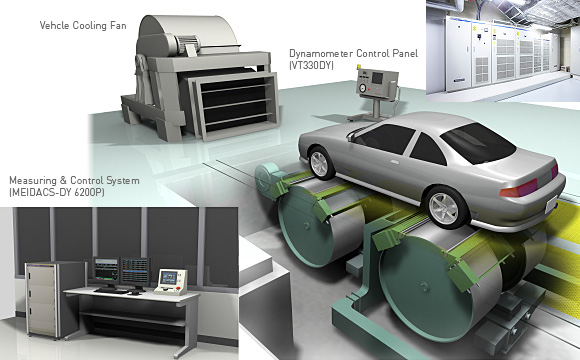 Vehcle Cooling Fan
Dynamometer Control Panel
(VT330DY)
Measuring & Control System
(MEIDACS-DY 6200P)